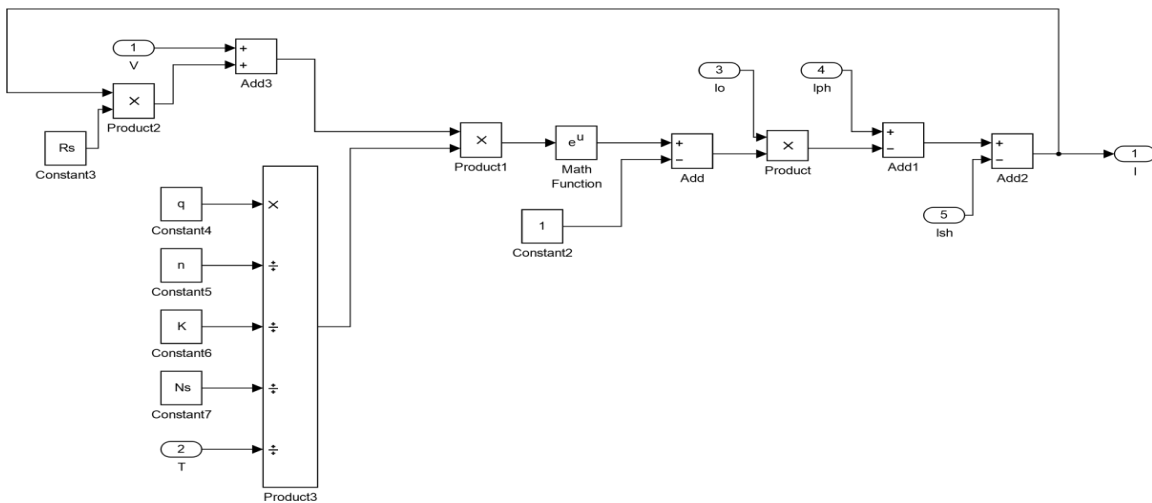 1
V
+
+
Add3
×
Product2
Rs
Constant3
q
Constant4
n
Constant5
K
Constant6
Ns
Constant7
2
T
×
÷
÷
÷
÷
Product3
×
Product1
e^u
Math
Function
1
Constant2
+
−
Add
3
Io
×
Product
4
Iph
+
−
Add1
+
−
Add2
5
Ish
1
I